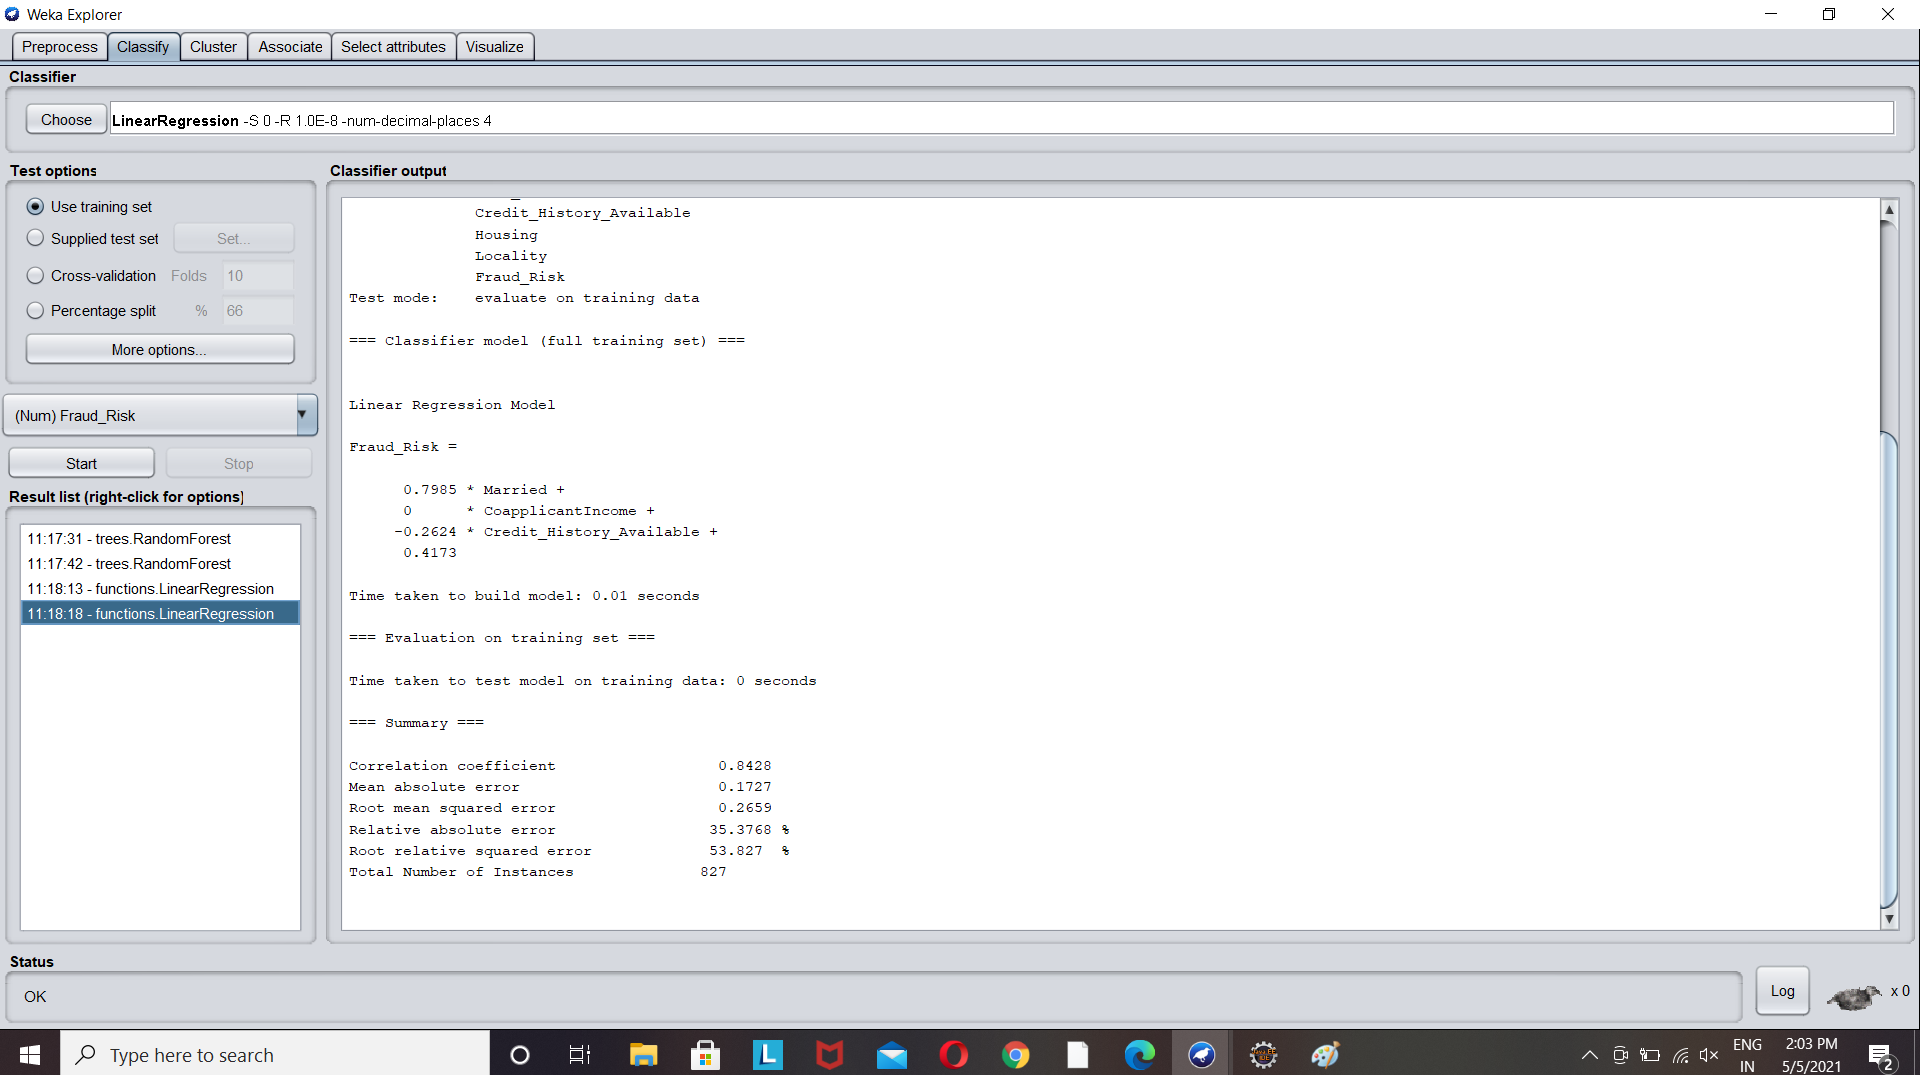 Weka Explorer
Preprocess Classify Cluster Associate Select attributes Visualize
Classifier
Choose LinearRegression -S 0 -R 1.0E-8 -num-decimal-places 4
Test options
Use training set
Supplied test set Set...
Cross-validation Folds 10
Percentage split % 66
More options...
(Num) Fraud_Risk
Start Stop
Result list (right-click for options)
11:17:31 - trees.RandomForest
11:17:42 - trees.RandomForest
11:18:13 - functions.LinearRegression
11:18:18 - functions.LinearRegression
Classifier output
Credit_History_Available
Housing
Locality
Fraud_Risk
Test mode: evaluate on training data
=== Classifier model (full training set) ===
Linear Regression Model
Fraud_Risk =
0.7985 * Married +
0 * CoapplicantIncome +
-0.2624 * Credit_History_Available +
0.4173
Time taken to build model: 0.01 seconds
=== Evaluation on training set ===
Time taken to test model on training data: 0 seconds
=== Summary ===
Correlation coefficient 0.8428
Mean absolute error 0.1727
Root mean squared error 0.2659
Relative absolute error 35.3768 %
Root relative squared error 53.827 %
Total Number of Instances 827
Status
OK
Log
x 0
Type here to search
L
ENG
IN
2:03 PM
5/5/2021
2